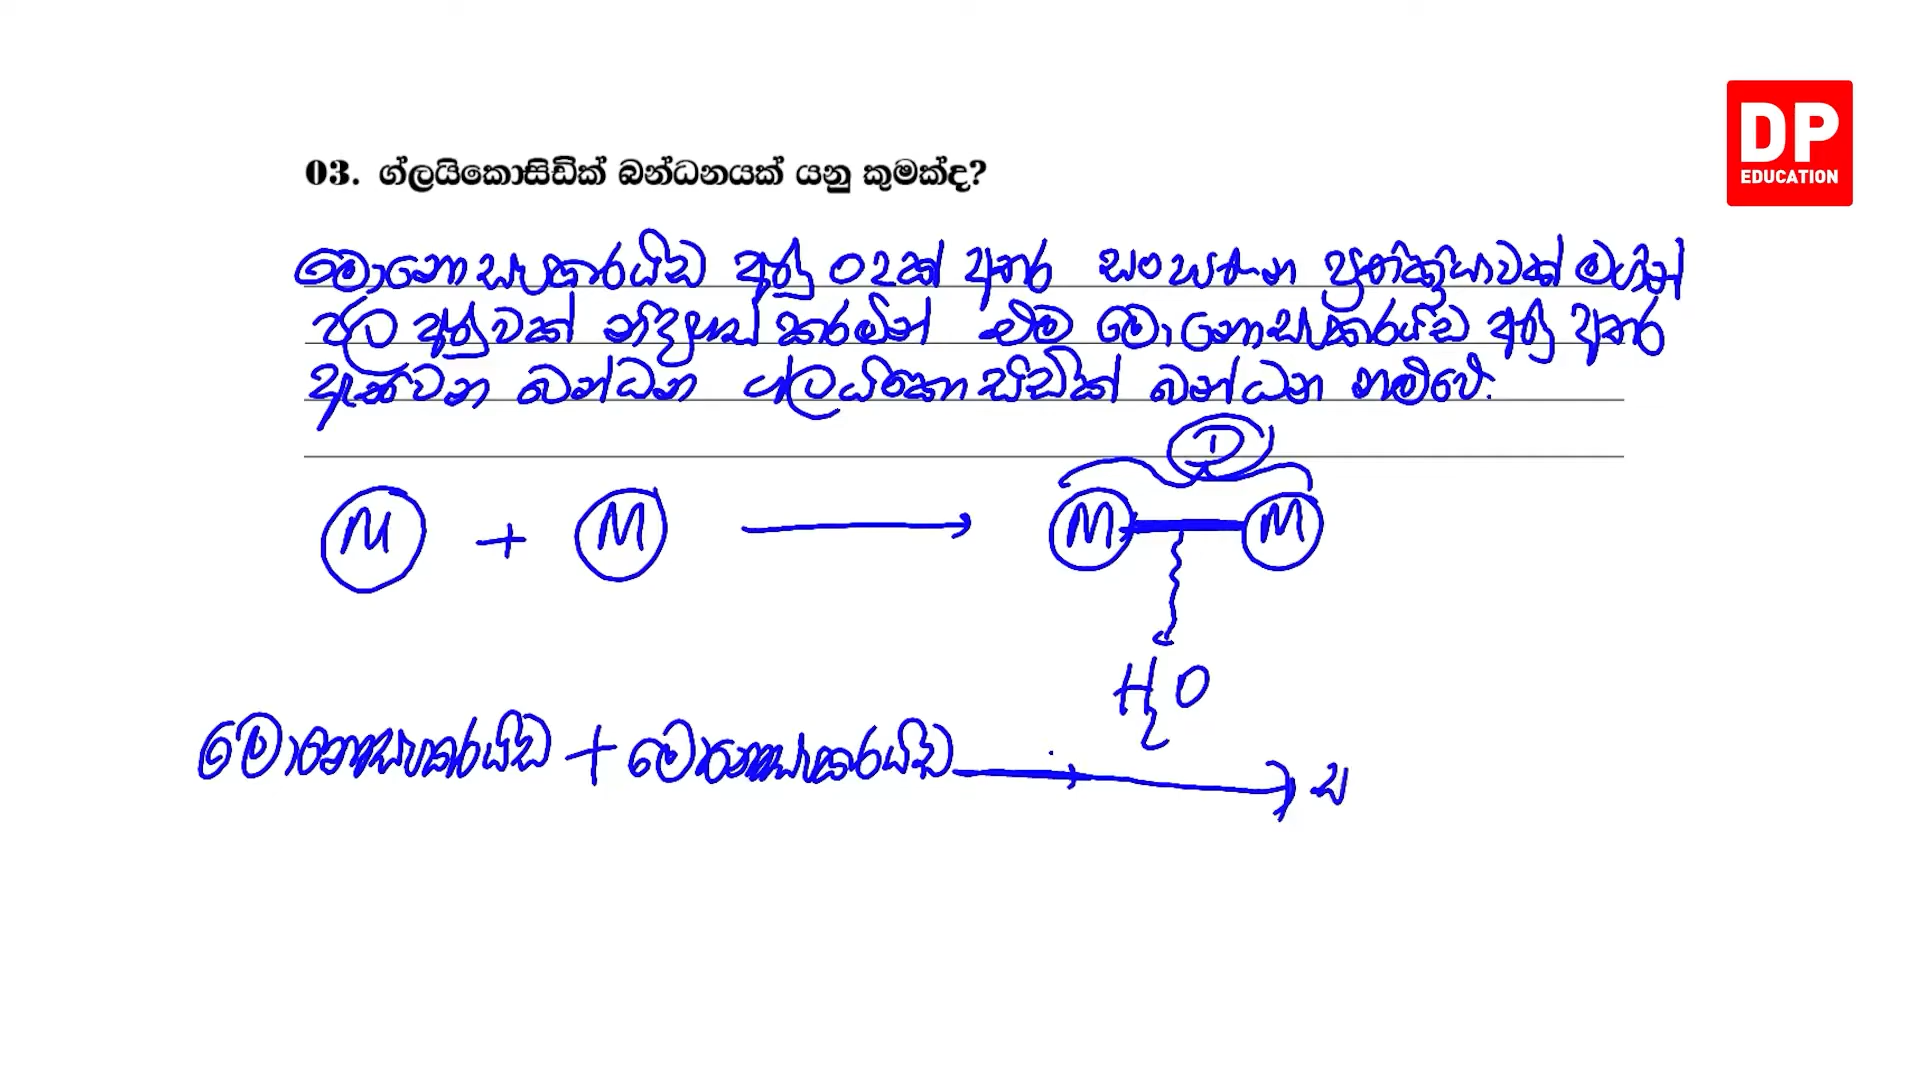 DP
EDUCATION
03. ග්ලයිකොසිඩික් බන්ධනයක් යනු කුමක්ද?
මොනොසැකරයිඩ අණු 02ක් අතර සංඝනන ප්‍රතික්‍රියාවක් මගින්
ජල අණුවක් නිදහස් කරමින් එම මොනොසැකරයිඩ අණු අතර
ඇතිවන බන්ධන ග්ලයිකොසිඩික් බන්ධන නම්වේ.
D
M + M → M M
H2O
මොනොසැකරයිඩ + මොනොසැකරයිඩ →